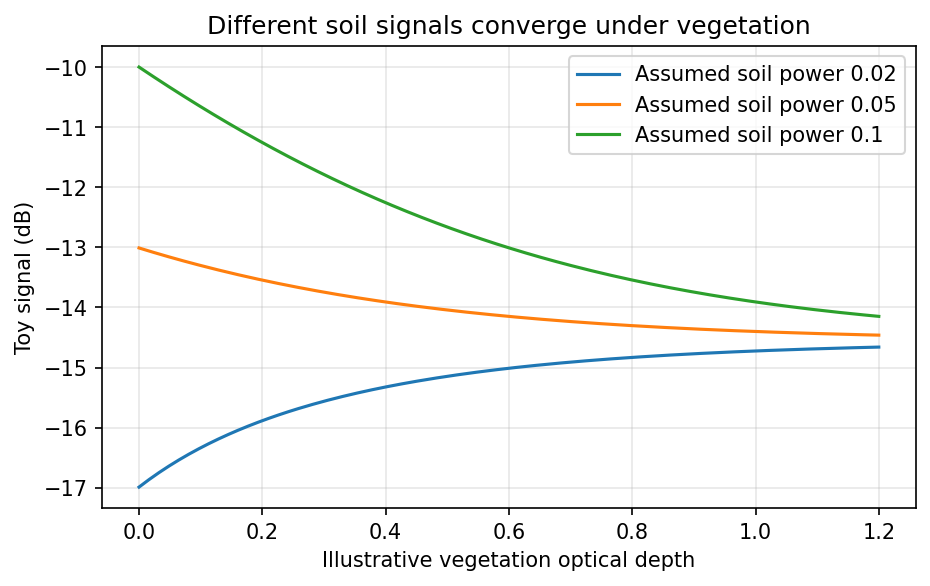 Different soil signals converge under vegetation
Assumed soil power 0.02
Assumed soil power 0.05
Assumed soil power 0.1
Toy signal (dB)
−10
−11
−12
−13
−14
−15
−16
−17
0.0 0.2 0.4 0.6 0.8 1.0 1.2
Illustrative vegetation optical depth